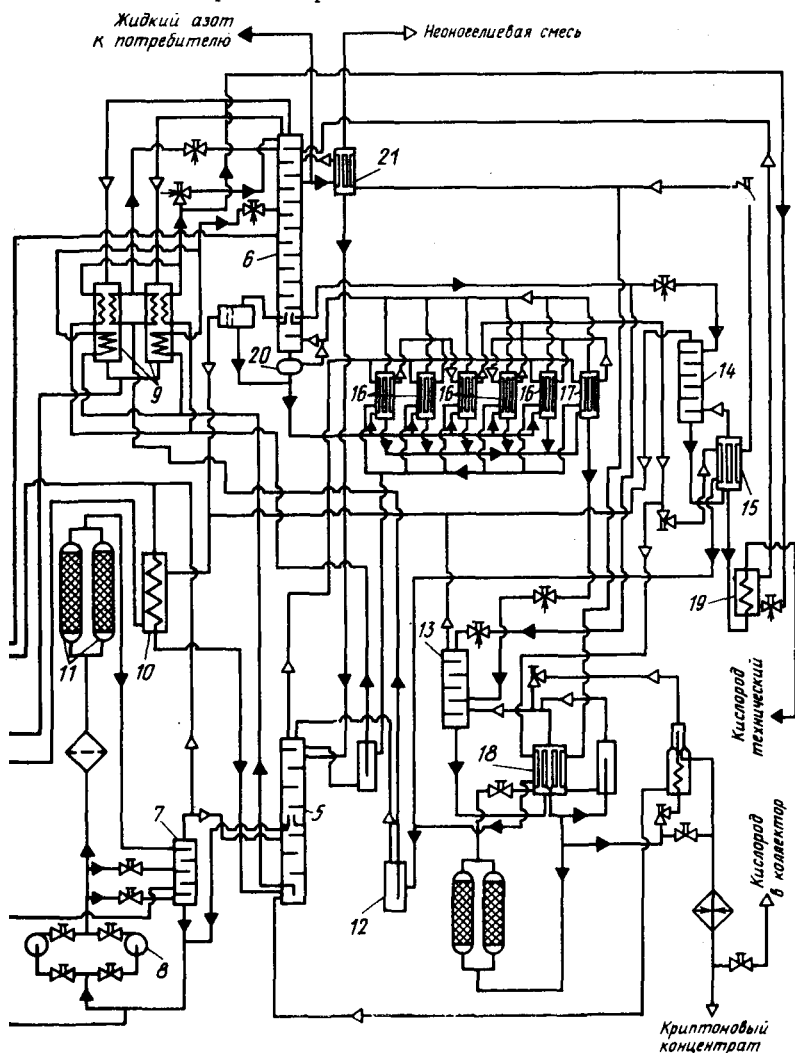 Жидкий азот
к потребителю
Неоногелиевая смесь
21
6
20
9
16
16
16
17
14
15
19
11
10
13
18
7
5
12
8
Кислород
технический
Кислород
в коллектор
Криптоновый
концентрат